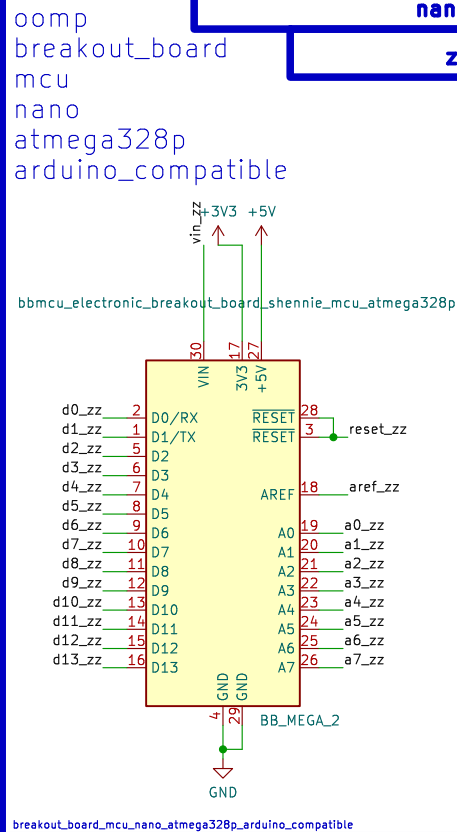 nan
z
oomp
breakout_board
mcu
nano
atmega328p
arduino_compatible
vin_zz
+3V3 +5V
bbmcu_electronic_breakout_board_shennie_mcu_atmega328p
30 17 27
VIN 3V3 +5V
d0_zz 2 D0/RX RESET 28
d1_zz 1 D1/TX RESET 3 reset_zz
d2_zz 5 D2
d3_zz 6 D3
d4_zz 7 D4 AREF 18 aref_zz
d5_zz 8 D5
d6_zz 9 D6 A0 19 a0_zz
d7_zz 10 D7 A1 20 a1_zz
d8_zz 11 D8 A2 21 a2_zz
d9_zz 12 D9 A3 22 a3_zz
d10_zz 13 D10 A4 23 a4_zz
d11_zz 14 D11 A5 24 a5_zz
d12_zz 15 D12 A6 25 a6_zz
d13_zz 16 D13 A7 26 a7_zz
GND GND
4 29
BB_MEGA_2
GND
breakout_board_mcu_nano_atmega328p_arduino_compatible